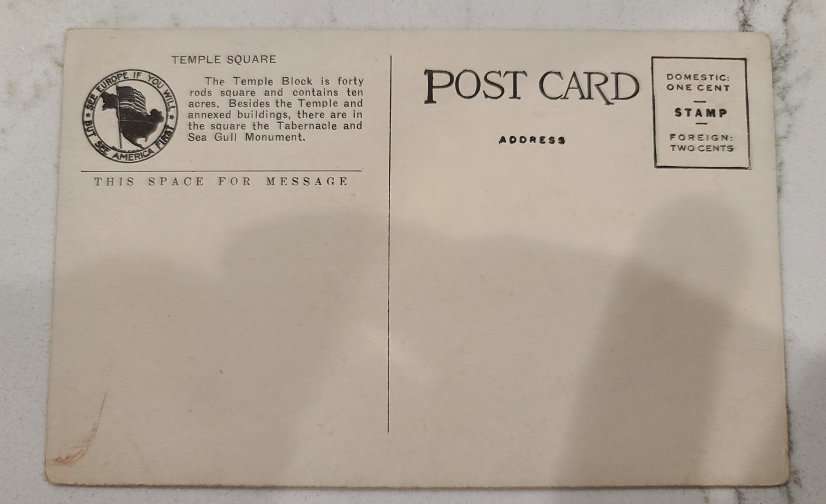 TEMPLE SQUARE
The Temple Block is forty
rods square and contains ten
acres. Besides the Temple and
annexed buildings, there are in
the square the Tabernacle and
Sea Gull Monument.
SEE EUROPE IF YOU WILL
BUT SEE AMERICA FIRST
THIS SPACE FOR MESSAGE
POST CARD
ADDRESS
DOMESTIC:
ONE CENT
STAMP
FOREIGN:
TWO CENTS